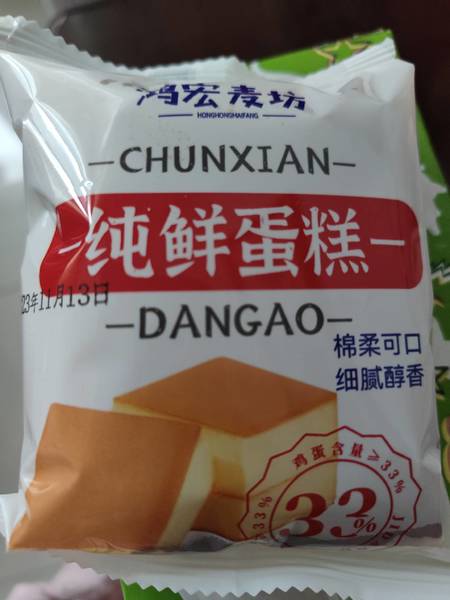 鸿宏麦坊
HONGHONGMAIFANG
CHUNXIAN
纯鲜蛋糕
23年11月13日
DANGAO
棉柔可口
细腻醇香
鸡蛋含量≥33%
33%